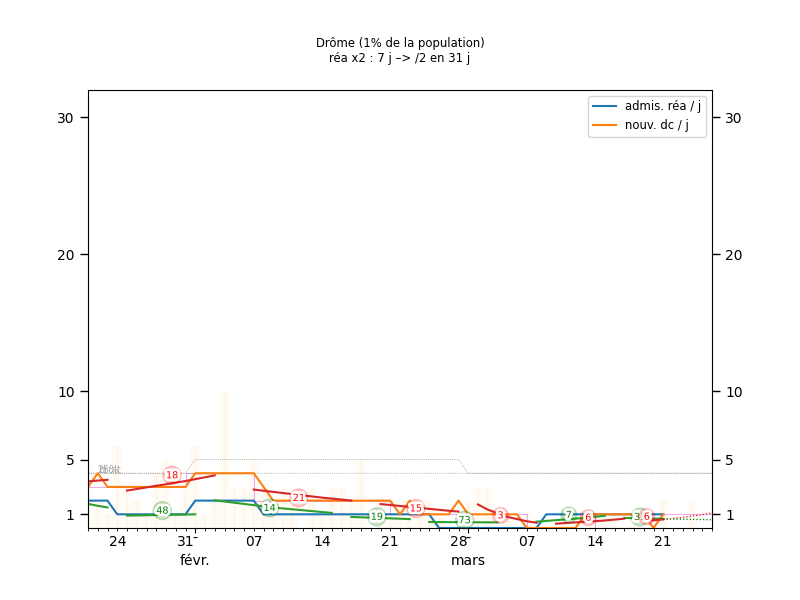 Drôme (1% de la population)
réa x2 : 7 j –> /2 en 31 j
admis. réa / j
nouv. dc / j
30 30
20 20
10 10
5 5
1 1
18 48 14 21 19 15 73 3 7 6 3 6
24 31 07 14 21 28 07 14 21
févr. mars